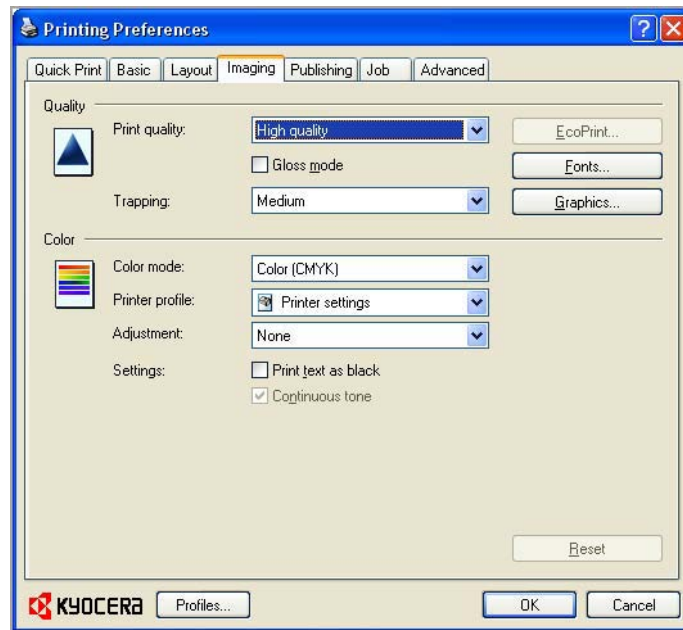 Printing Preferences
Quick Print Basic Layout Imaging Publishing Job Advanced
Quality
Print quality: High quality EcoPrint...
Gloss mode Fonts...
Trapping: Medium Graphics...
Color
Color mode: Color (CMYK)
Printer profile: Printer settings
Adjustment: None
Settings: Print text as black
Continuous tone
Reset
KYOCERA Profiles... OK Cancel